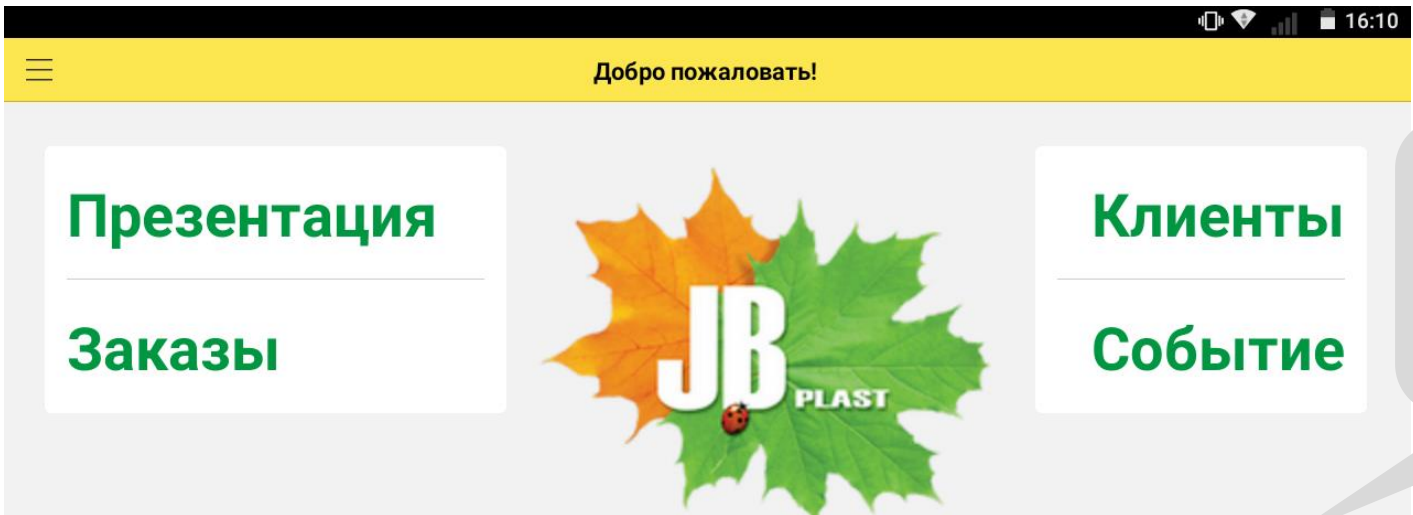 16:10
Добро пожаловать!
Презентация
Заказы
JB
PLAST
Клиенты
Событие